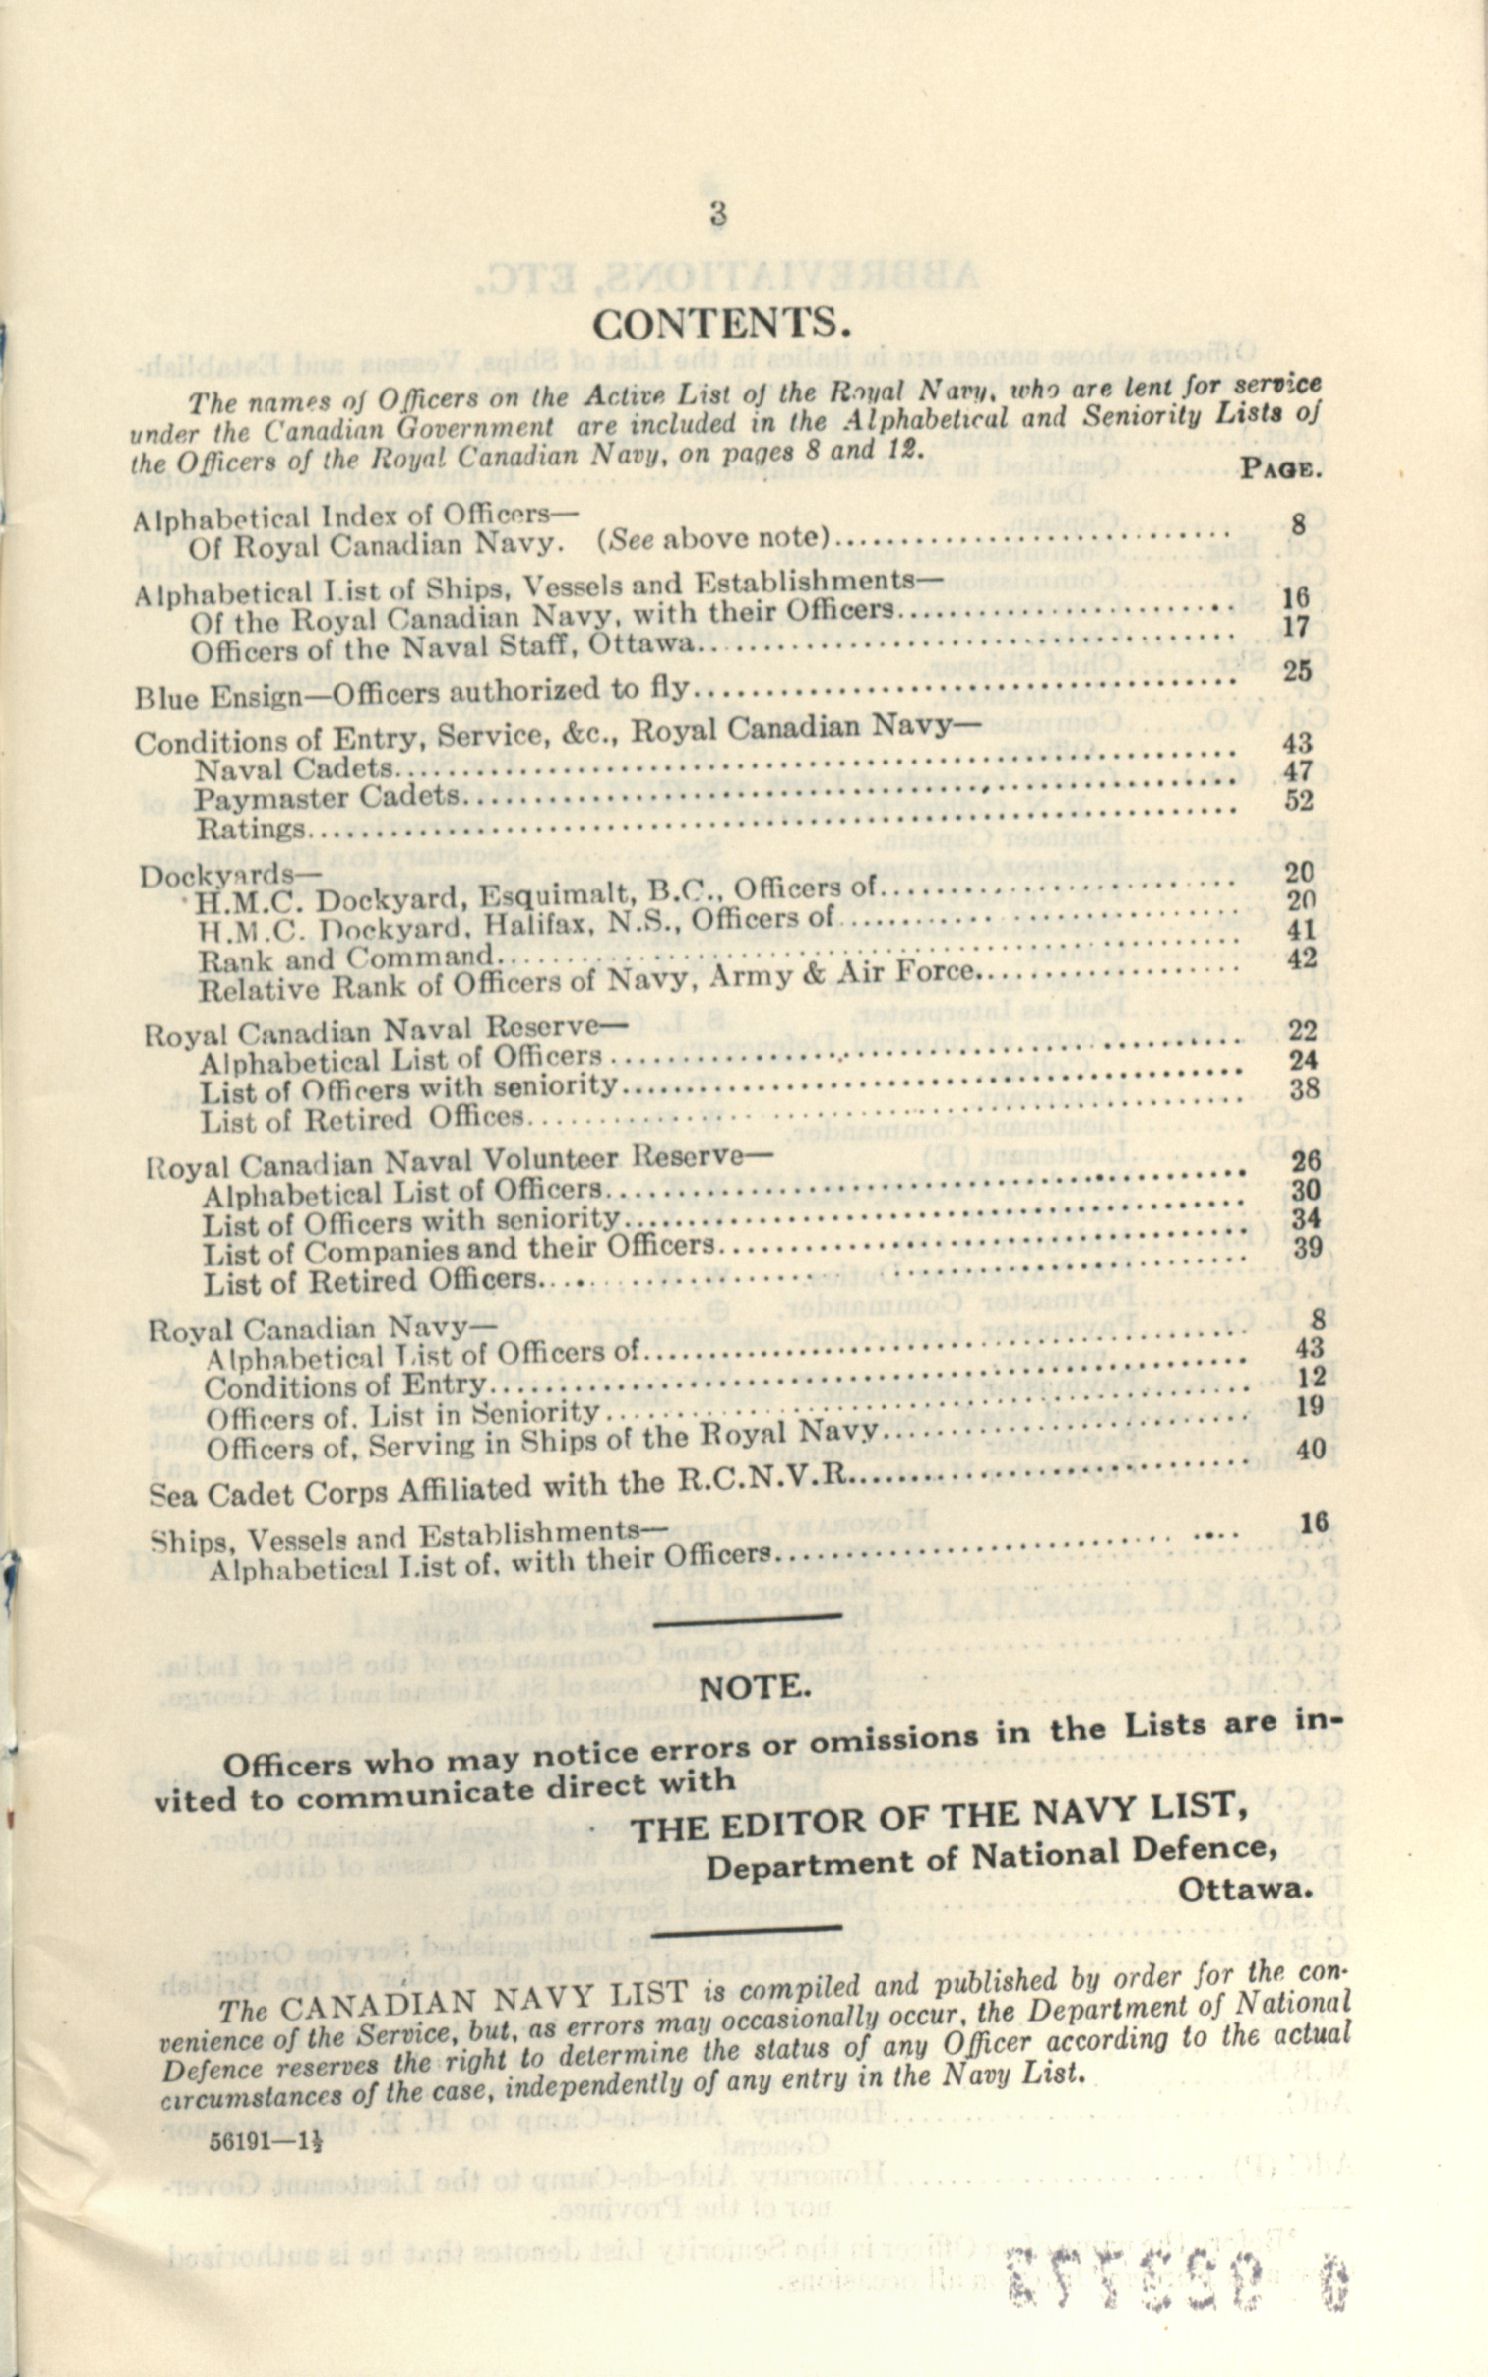 3
CONTENTS.
The names of Officers on the Active List of the Royal Navy, who are lent for service
under the Canadian Government are included in the Alphabetical and Seniority Lists of
the Officers of the Royal Canadian Navy, on pages 8 and 12.
PAGE.
Alphabetical Index of Officers—
Of Royal Canadian Navy. (See above note) 8
Alphabetical List of Ships, Vessels and Establishments—
Of the Royal Canadian Navy, with their Officers 16
Officers of the Naval Staff, Ottawa 17
Blue Ensign—Officers authorized to fly 25
Conditions of Entry, Service, &c., Royal Canadian Navy—
Naval Cadets 43
Paymaster Cadets 47
Ratings 52
Dockyards—
H.M.C. Dockyard, Esquimalt, B.C., Officers of 20
H.M.C. Dockyard, Halifax, N.S., Officers of 20
Rank and Command 41
Relative Rank of Officers of Navy, Army & Air Force 42
Royal Canadian Naval Reserve—
Alphabetical List of Officers 22
List of Officers with seniority 24
List of Retired Offices 38
Royal Canadian Naval Volunteer Reserve—
Alphabetical List of Officers 26
List of Officers with seniority 30
List of Companies and their Officers 34
List of Retired Officers 39
Royal Canadian Navy—
Alphabetical List of Officers of 8
Conditions of Entry 43
Officers of. List in Seniority 12
Officers of, Serving in Ships of the Royal Navy 19
Sea Cadet Corps Affiliated with the R.C.N.V.R. 40
Ships, Vessels and Establishments—
Alphabetical List of, with their Officers 16
NOTE.
Officers who may notice errors or omissions in the Lists are in-
vited to communicate direct with
THE EDITOR OF THE NAVY LIST,
Department of National Defence,
Ottawa.
The CANADIAN NAVY LIST is compiled and published by order for the con-
venience of the Service, but, as errors may occasionally occur, the Department of National
Defence reserves the right to determine the status of any Officer according to the actual
circumstances of the case, independently of any entry in the Navy List.
56191—1½